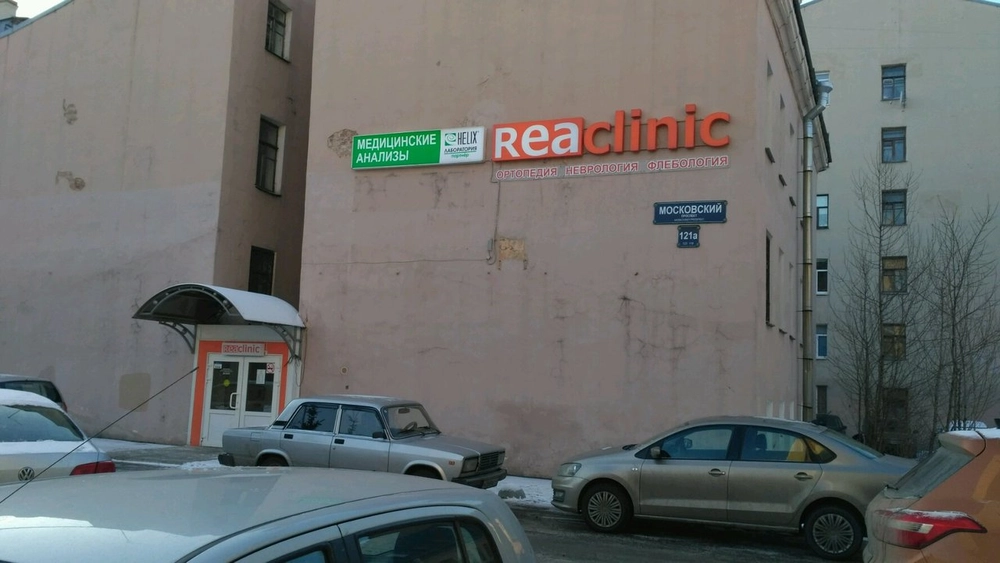 МЕДИЦИНСКИЕ
АНАЛИЗЫ
HELIX
ЛАБОРАТОРИЯ
Reaclinic
ОРТОПЕДИЯ НЕВРОЛОГИЯ ФЛЕБОЛОГИЯ
МОСКОВСКИЙ
121а
Reaclinic